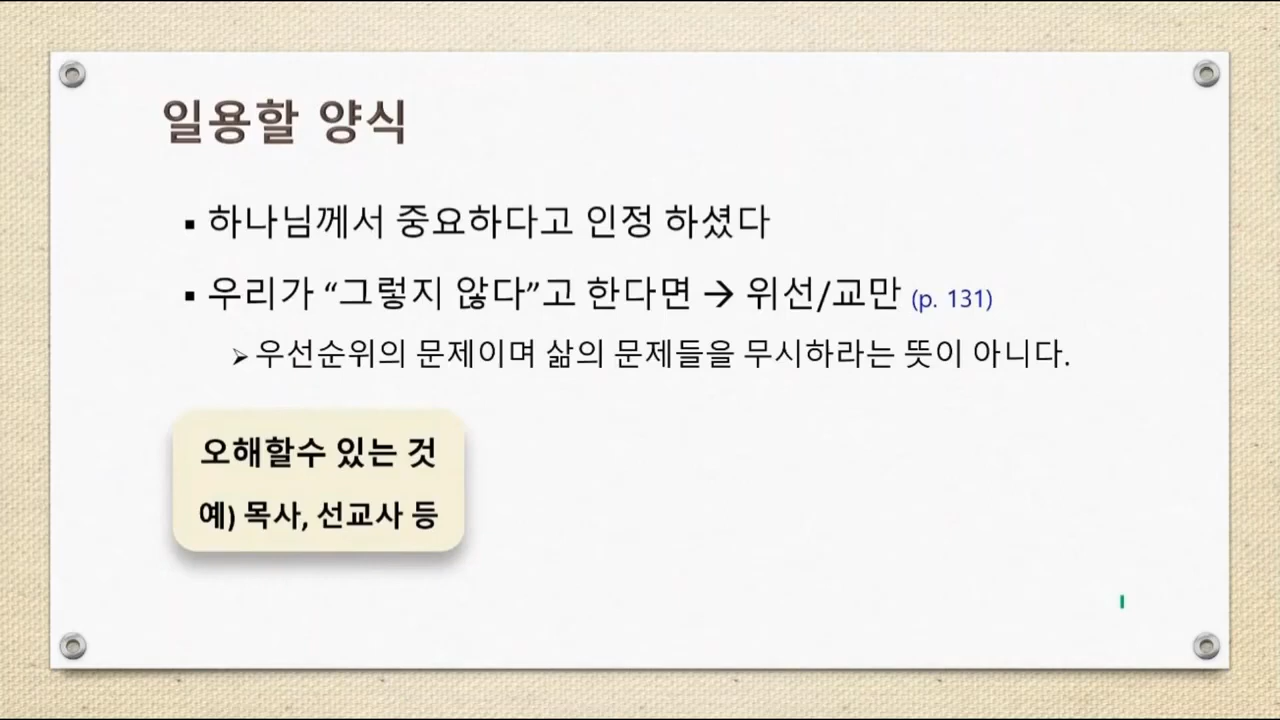 일용할 양식
▪ 하나님께서 중요하다고 인정 하셨다
▪ 우리가 “그렇지 않다”고 한다면 → 위선/교만 (p. 131)
➢ 우선순위의 문제이며 삶의 문제들을 무시하라는 뜻이 아니다.
오해할수 있는 것
예) 목사, 선교사 등